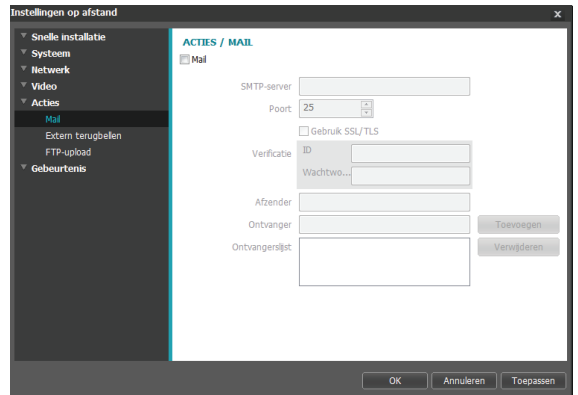 Instellingen op afstand
x
Snelle installatie
Systeem
Netwerk
Video
Acties
Mail
Extern terugbellen
FTP-upload
Gebeurtenis
ACTIES / MAIL
Mail
SMTP-server
Poort 25
Gebruik SSL/TLS
Verificatie ID
Wachtwo...
Afzender
Ontvanger Toevoegen
Ontvangerslijst Verwijderen
OK Annuleren Toepassen